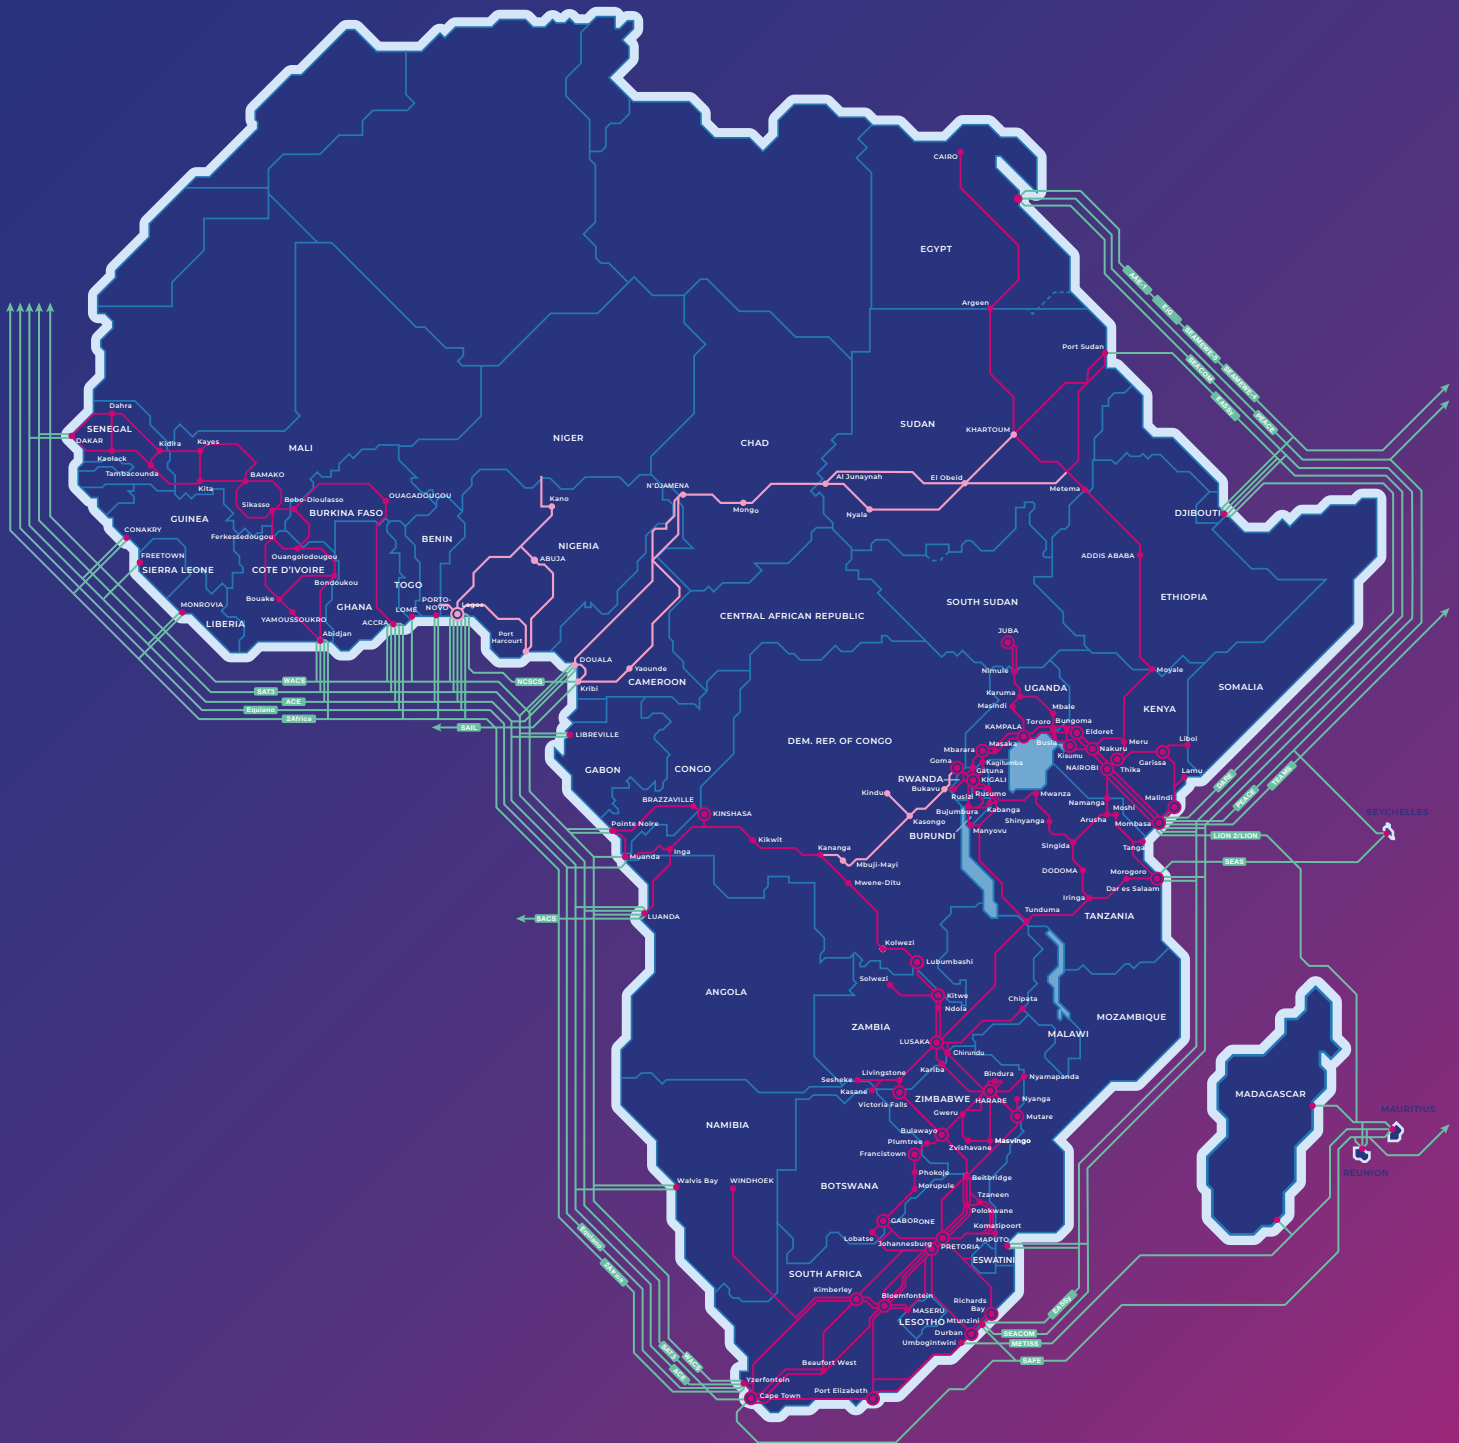 CAIRO
EGYPT
AAE-1
EIG
SEAMEWE-5
SEAMEWE-4
SEACOM
EASSy
PEACE
Argeen
Port Sudan
Dahra
SENEGAL
DAKAR
Kaolack
Kidira
Kayes
Tambacounda
Kita
BAMAKO
MALI
NIGER
CHAD
SUDAN
KHARTOUM
Al Junaynah
El Obeid
Nyala
Metema
N'DJAMENA
Mongo
DJIBOUTI
Sikasso
Bobo-Dioulasso
OUAGADOUGOU
BURKINA FASO
GUINEA
CONAKRY
Ferkessedougou
FREETOWN
SIERRA LEONE
COTE D'IVOIRE
Ouangolodougou
Bondoukou
BENIN
TOGO
Kano
NIGERIA
ABUJA
ADDIS ABABA
ETHIOPIA
MONROVIA
LIBERIA
Bouake
YAMOUSSOUKRO
Abidjan
GHANA
ACCRA
LOME
PORTO-
NOVO
Lagos
Port
Harcourt
CENTRAL AFRICAN REPUBLIC
SOUTH SUDAN
JUBA
Nimule
Moyale
SOMALIA
DOUALA
Kribi
Yaounde
CAMEROON
WACS
SAT3
ACE
Equiano
2Africa
NCSCS
SAIL
LIBREVILLE
GABON
CONGO
DEM. REP. OF CONGO
UGANDA
Karuma
Masindi
Mbale
KENYA
KAMPALA
Tororo
Bungoma
Busia
Eldoret
Kisumu
Nakuru
Meru
Liboi
NAIROBI
Thika
Garissa
Lamu
Mbarara
Masaka
Goma
Kagitumba
Gatuna
RWANDA
KIGALI
Bukavu
Rusizi
Rusumo
Kabanga
Bujumbura
BURUNDI
Manyovu
Mwanza
Shinyanga
Singida
Namanga
Moshi
Arusha
Malindi
Mombasa
Tanga
DODOMA
Morogoro
Dar es Salaam
Iringa
TANZANIA
Tunduma
DARE
PEACE
TEAMS
LION 2/LION
SEAS
SEYCHELLES
BRAZZAVILLE
KINSHASA
Pointe Noire
Muanda
Inga
Kikwit
Kananga
Kindu
Kasongo
Mbuji-Mayi
Mwene-Ditu
SACS
LUANDA
ANGOLA
Kolwezi
Lubumbashi
Solwezi
Kitwe
Ndola
ZAMBIA
LUSAKA
Chipata
MALAWI
MOZAMBIQUE
Chirundu
Kariba
Livingstone
Sesheke
Kasane
Victoria Falls
Bindura
Nyamapanda
ZIMBABWE
HARARE
Nyanga
Gweru
Mutare
Bulawayo
Plumtree
Zvishavane
Masvingo
Francistown
Phokoje
Morupule
Beitbridge
Tzaneen
Polokwane
Komatipoort
NAMIBIA
Walvis Bay
WINDHOEK
BOTSWANA
GABORONE
Lobatse
Johannesburg
PRETORIA
MAPUTO
ESWATINI
MADAGASCAR
MAURITIUS
REUNION
Equiano
2Africa
SOUTH AFRICA
Kimberley
Bloemfontein
MASERU
LESOTHO
Richards
Bay
Mtunzini
Durban
Umbogintwini
EASSy
SEACOM
METISS
SAFE
SAT3
WACS
ACE
Beaufort West
Yzerfontein
Cape Town
Port Elizabeth